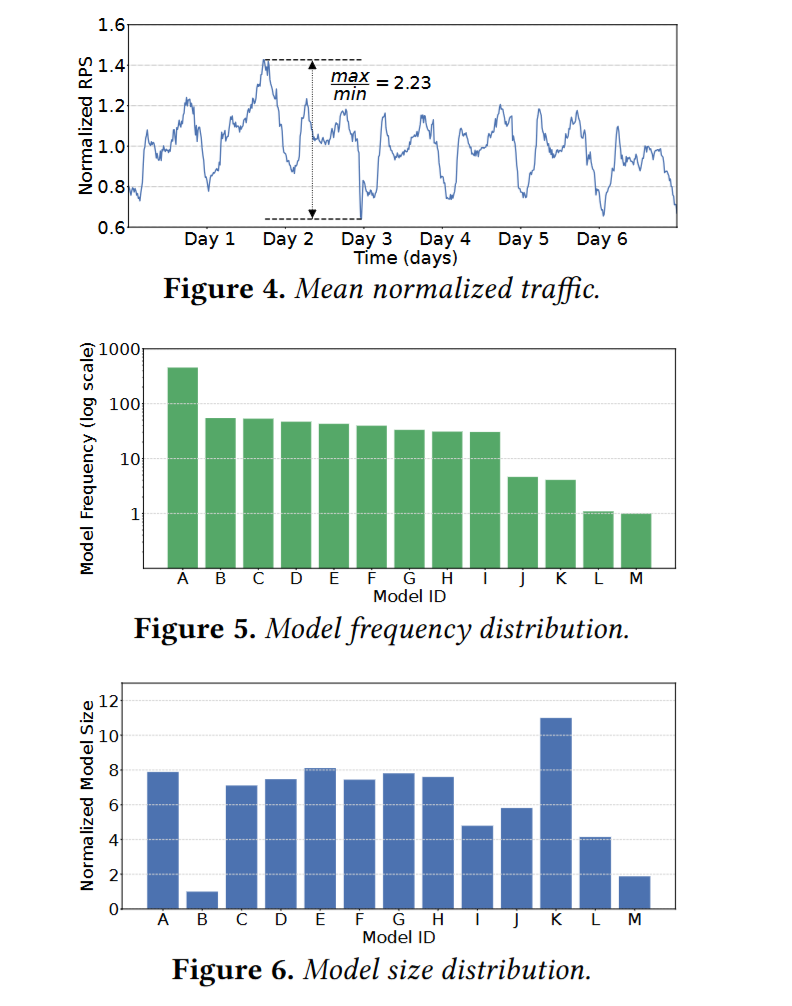 1.6
1.4
1.2
1.0
0.8
0.6
Normalized RPS
max
min = 2.23
Day 1 Day 2 Day 3 Day 4 Day 5 Day 6
Time (days)
Figure 4. Mean normalized traffic.
1000
100
10
1
Model Frequency (log scale)
A B C D E F G H I J K L M
Model ID
Figure 5. Model frequency distribution.
12
10
8
6
4
2
0
Normalized Model Size
A B C D E F G H I J K L M
Model ID
Figure 6. Model size distribution.